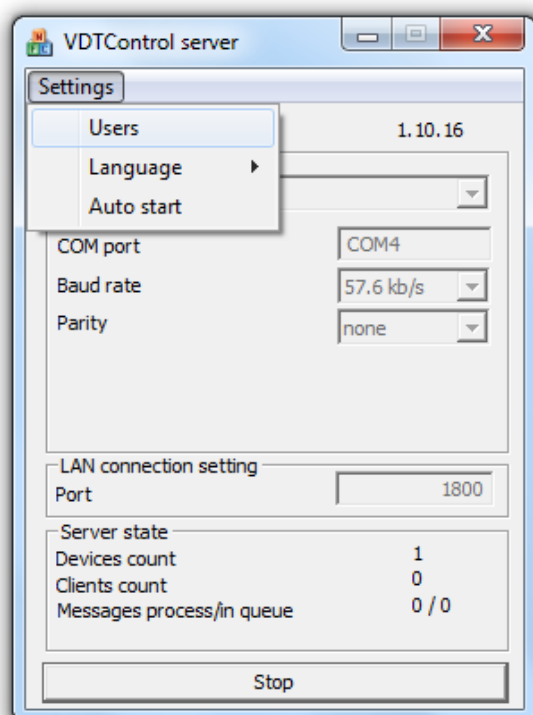 VDTControl server
Settings
Users
1.10.16
Language
Auto start
COM port COM4
Baud rate 57.6 kb/s
Parity none
LAN connection setting
Port 1800
Server state
Devices count 1
Clients count 0
Messages process/in queue 0 / 0
Stop